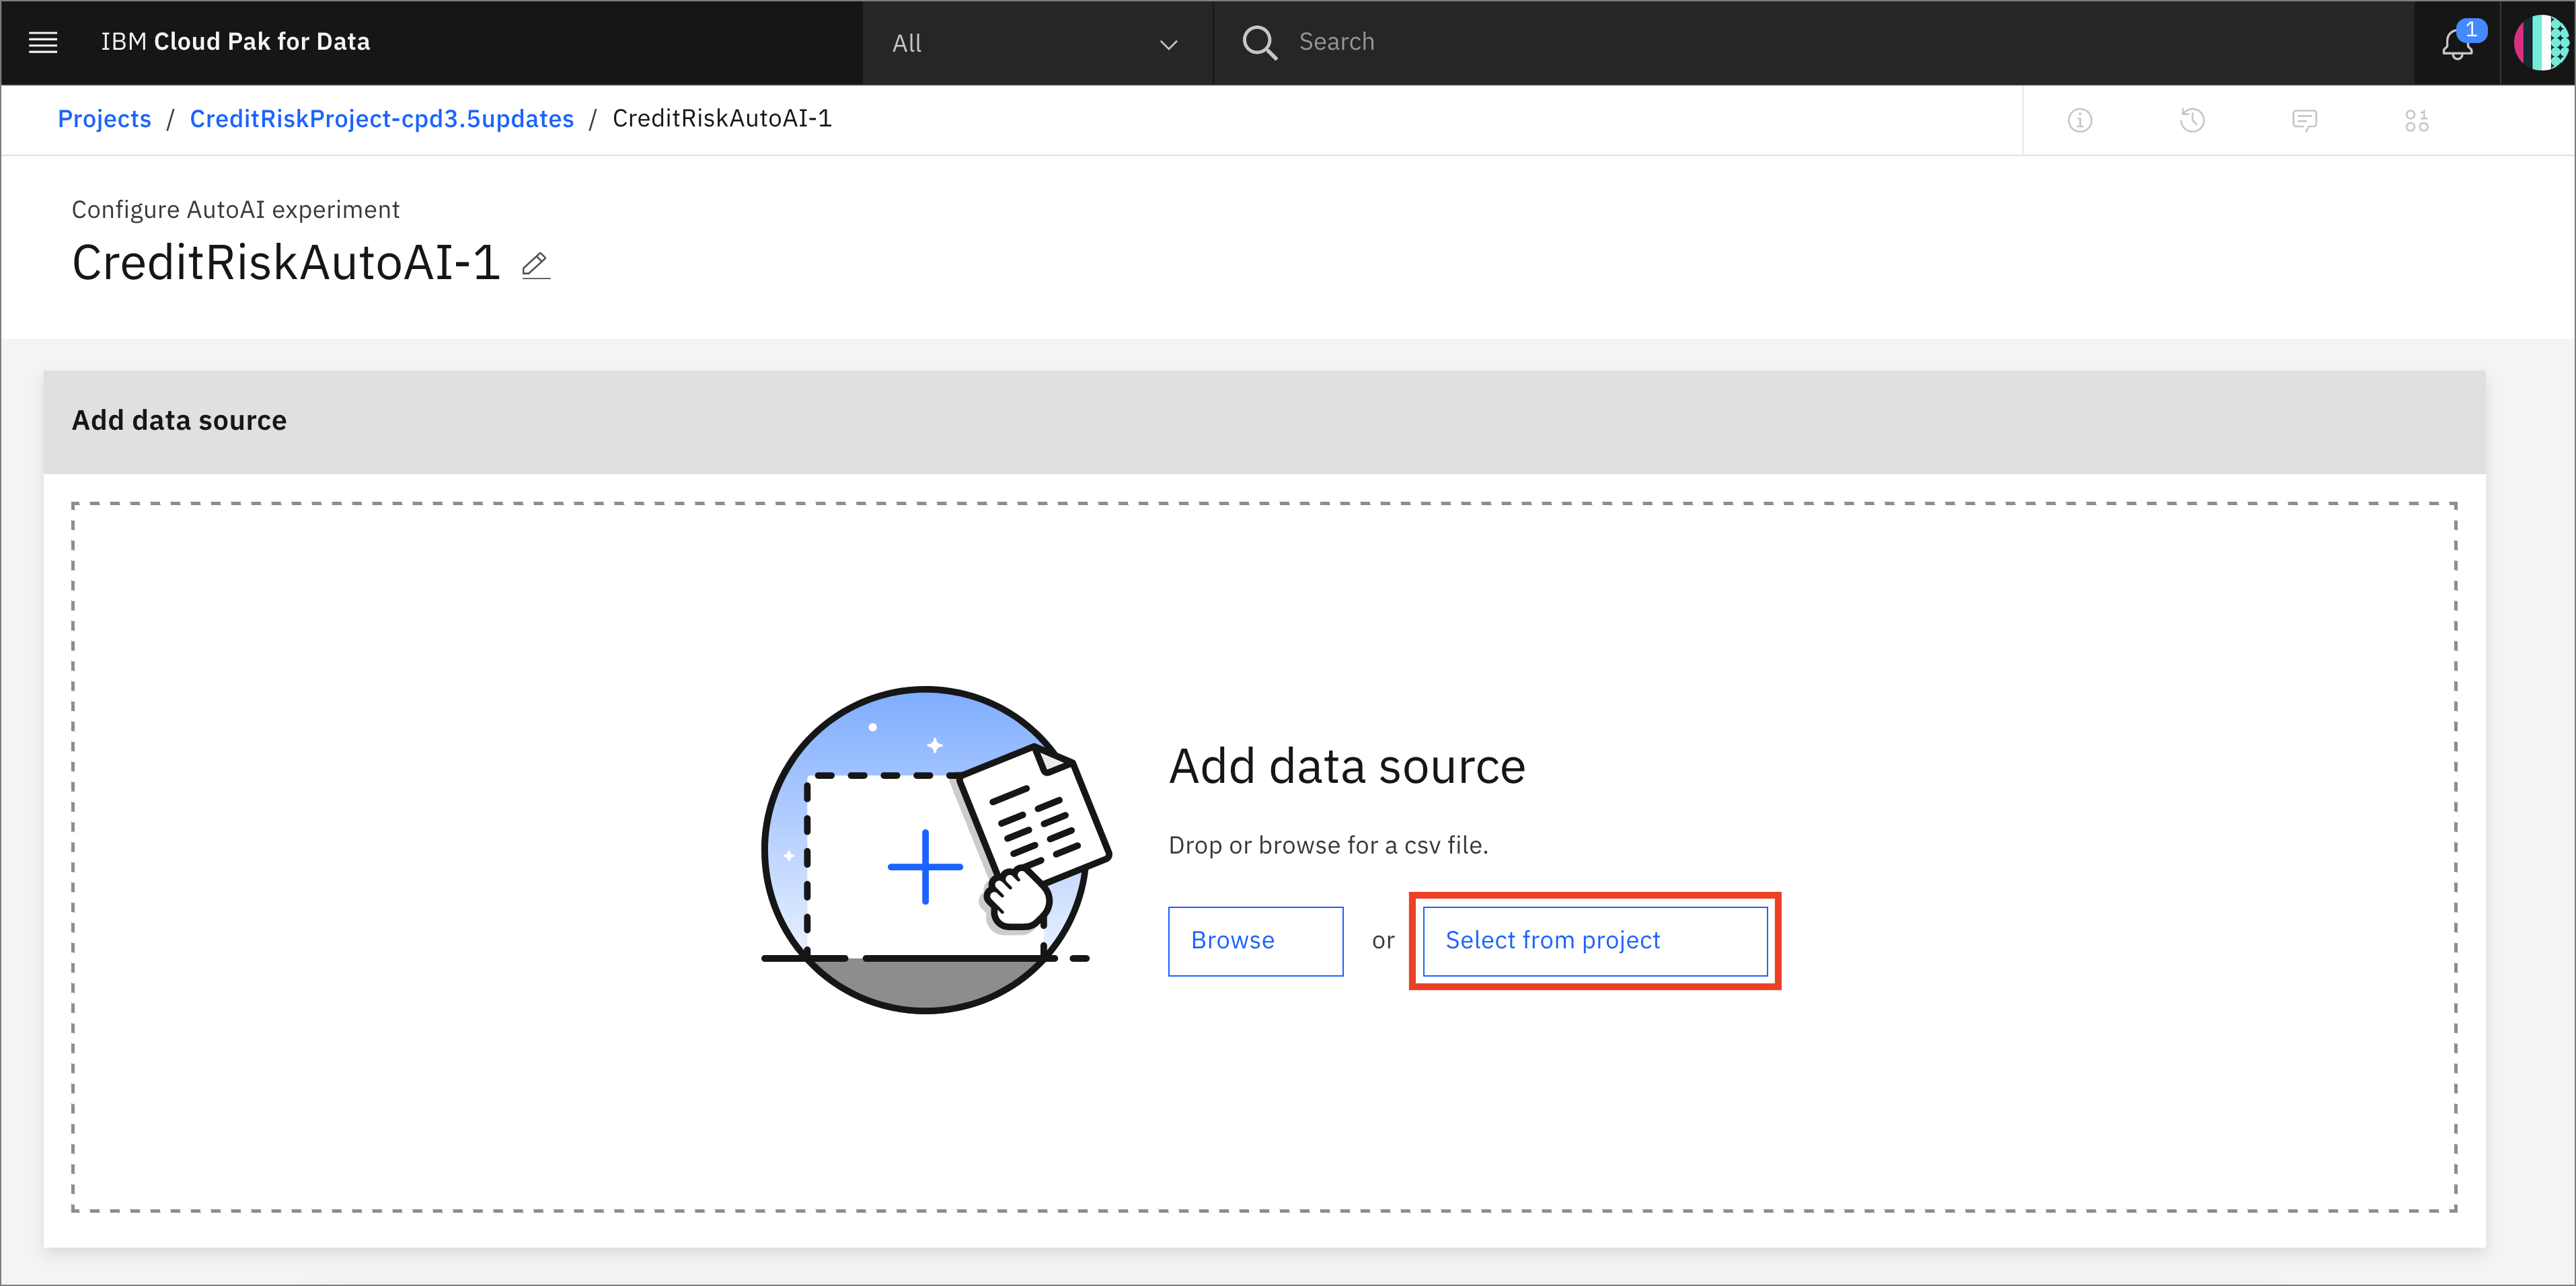 IBM Cloud Pak for Data
All
Search
1
Projects / CreditRiskProject-cpd3.5updates / CreditRiskAutoAI-1
Configure AutoAI experiment
CreditRiskAutoAI-1
Add data source
Add data source
Drop or browse for a csv file.
Browse or Select from project